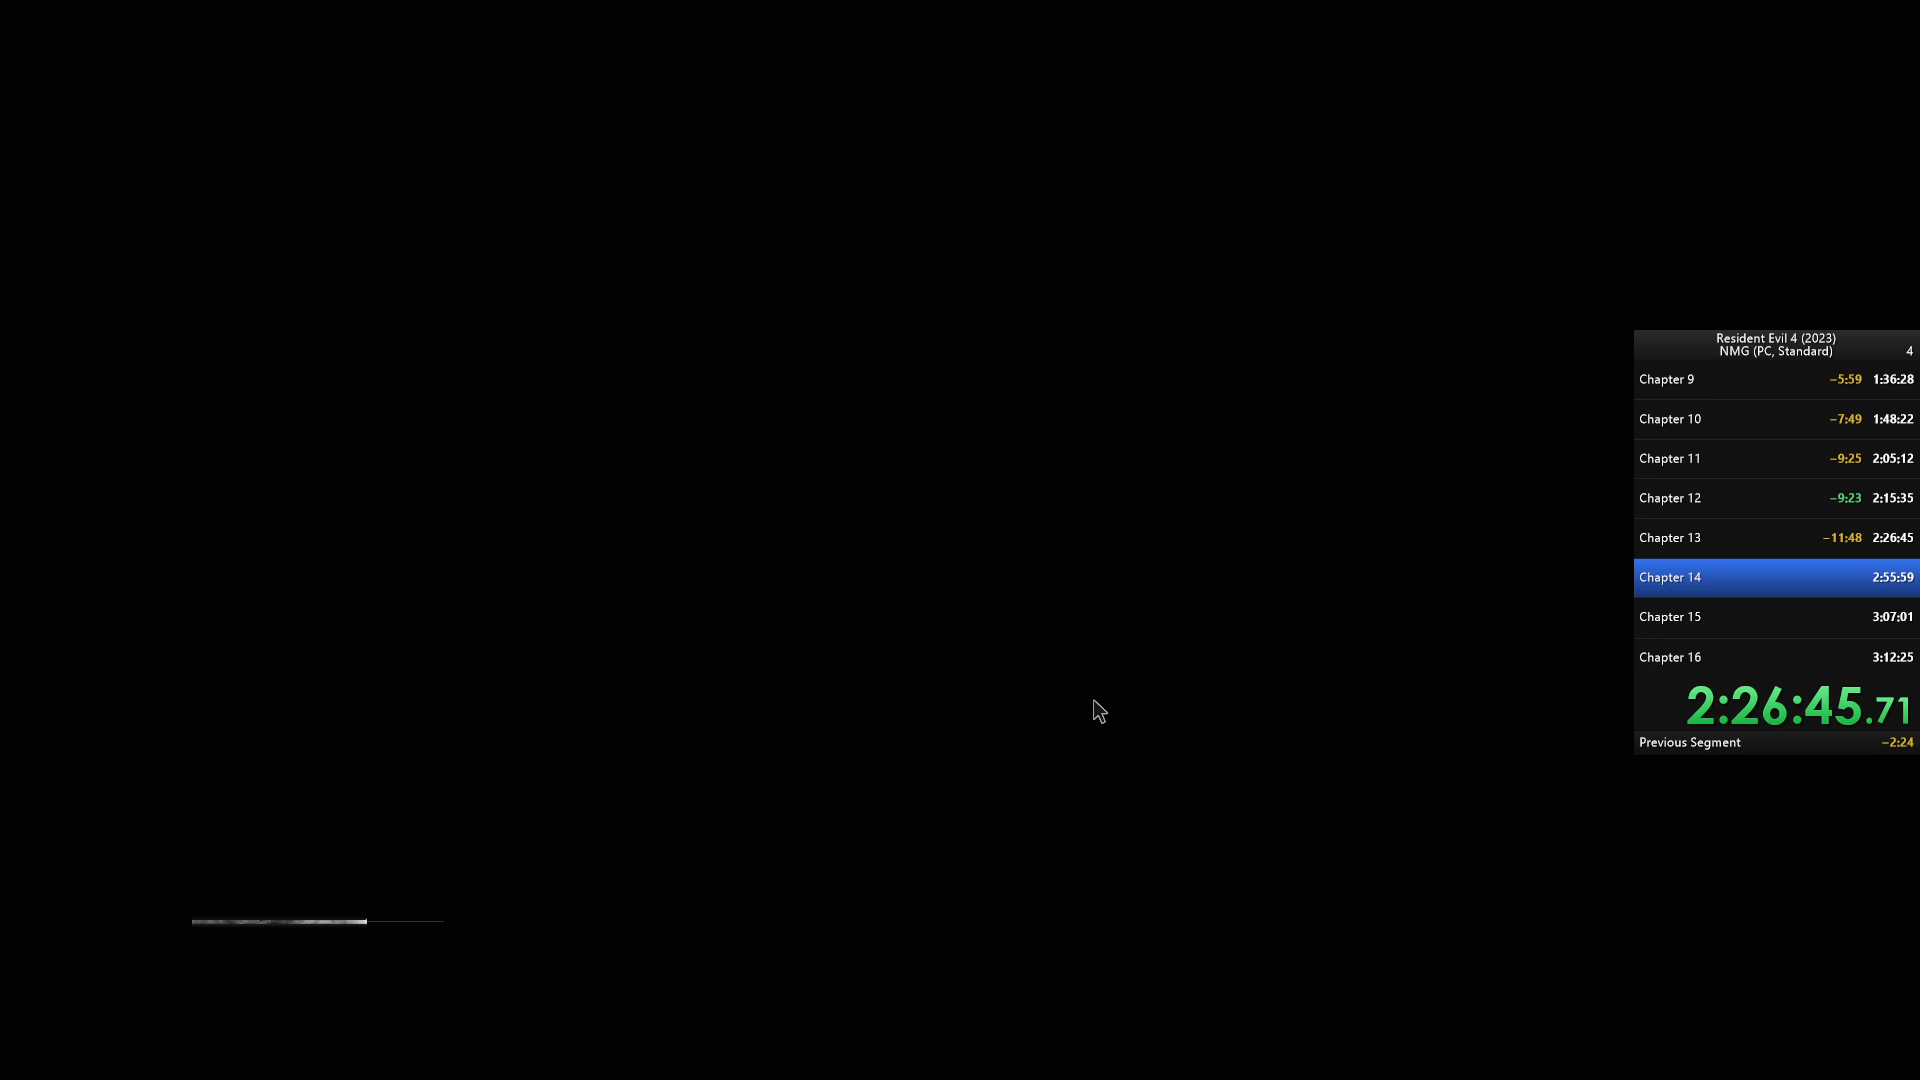 Resident Evil 4 (2023)
NMG (PC, Standard) 4
Chapter 9 −5:59 1:36:28
Chapter 10 −7:49 1:48:22
Chapter 11 −9:25 2:05:12
Chapter 12 −9:23 2:15:35
Chapter 13 −11:48 2:26:45
Chapter 14 2:55:59
Chapter 15 3:07:01
Chapter 16 3:12:25
2:26:45.71
Previous Segment −2:24